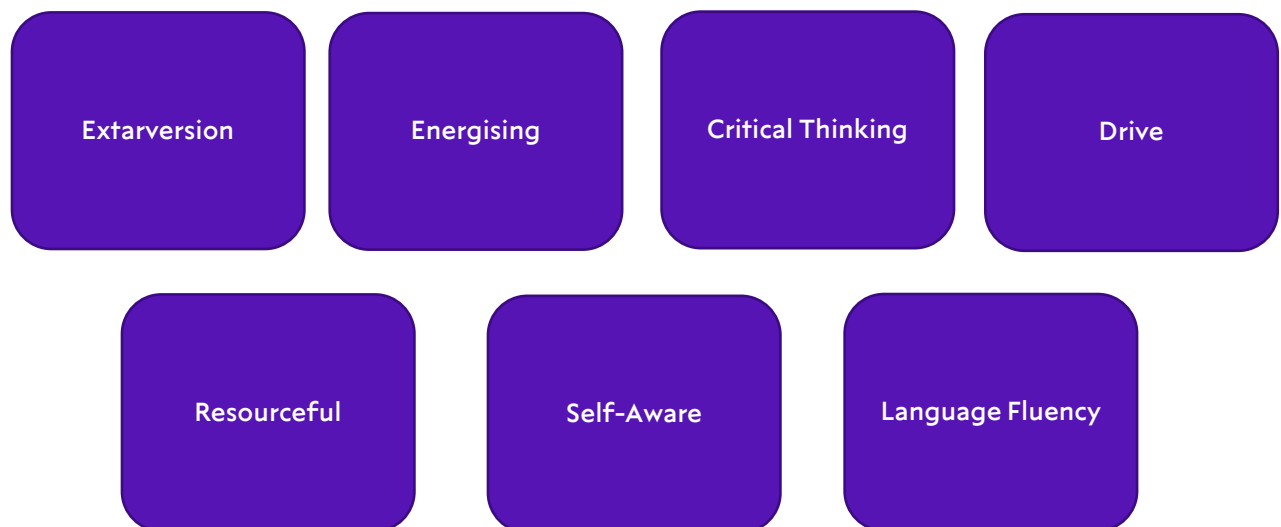 Extarversion
Energising
Critical Thinking
Drive
Resourceful
Self-Aware
Language Fluency